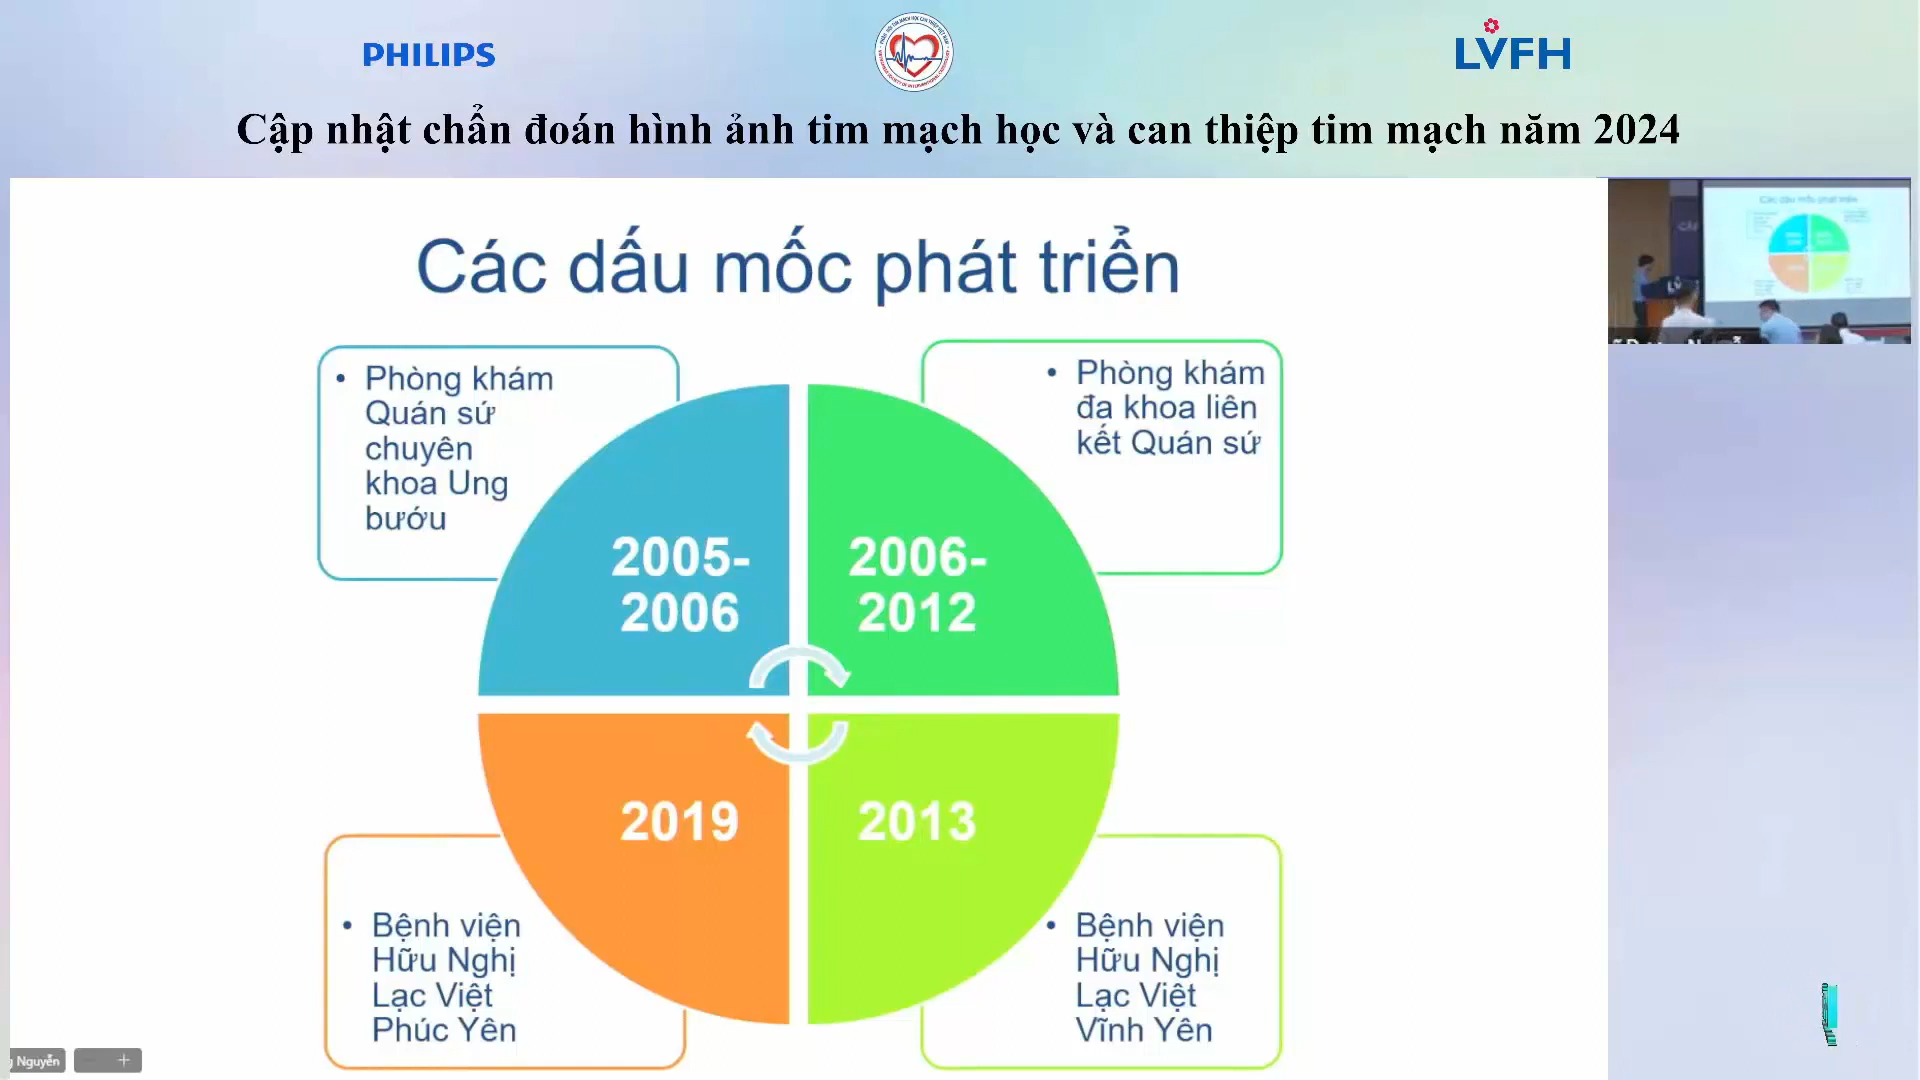 PHILIPS
LVFH
Cập nhật chẩn đoán hình ảnh tim mạch học và can thiệp tim mạch năm 2024
Các dấu mốc phát triển
• Phòng khám
Quán sứ
chuyên
khoa Ung
bướu
• Phòng khám
đa khoa liên
kết Quán sứ
2005-
2006
2006-
2012
2019
2013
• Bệnh viện
Hữu Nghị
Lạc Việt
Phúc Yên
• Bệnh viện
Hữu Nghị
Lạc Việt
Vĩnh Yên
Nguyễn